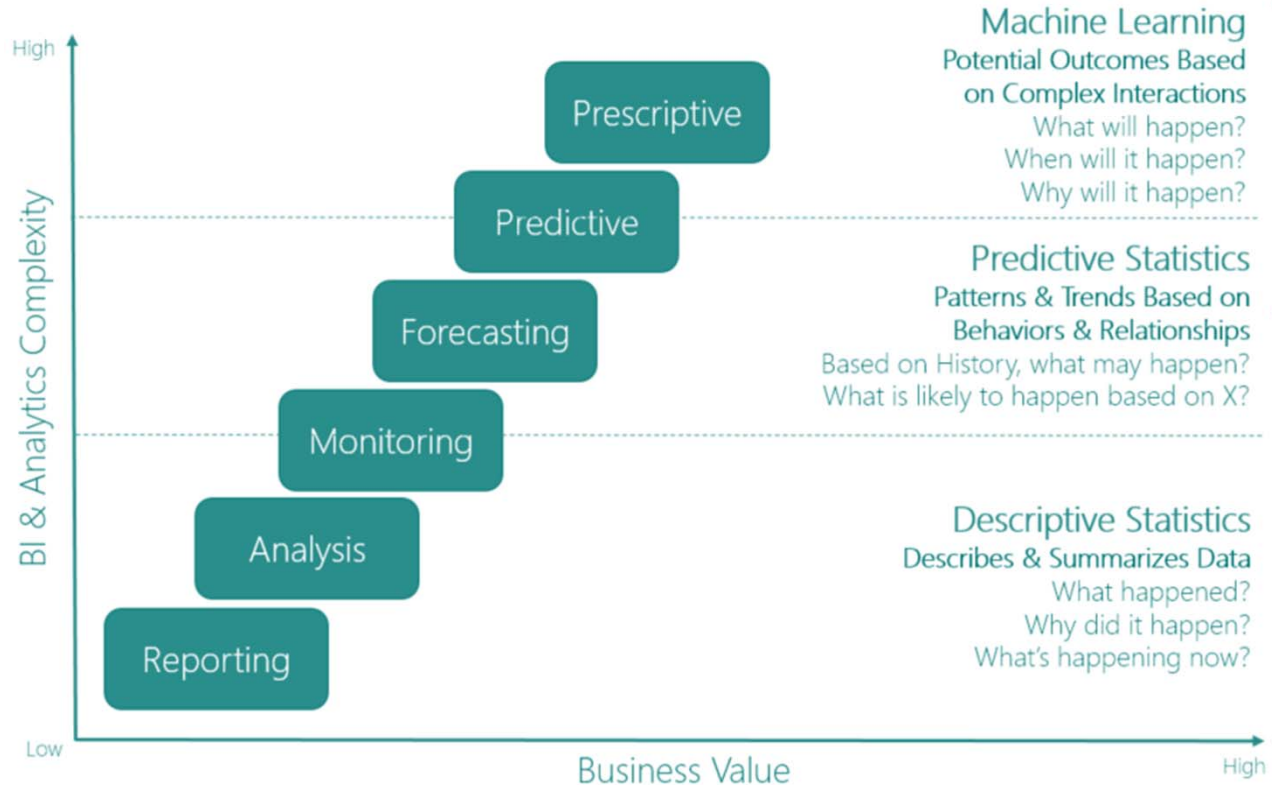 High
BI & Analytics Complexity
Low
Prescriptive
Predictive
Forecasting
Monitoring
Analysis
Reporting
Machine Learning
Potential Outcomes Based
on Complex Interactions
What will happen?
When will it happen?
Why will it happen?
Predictive Statistics
Patterns & Trends Based on
Behaviors & Relationships
Based on History, what may happen?
What is likely to happen based on X?
Descriptive Statistics
Describes & Summarizes Data
What happened?
Why did it happen?
What's happening now?
Business Value
High